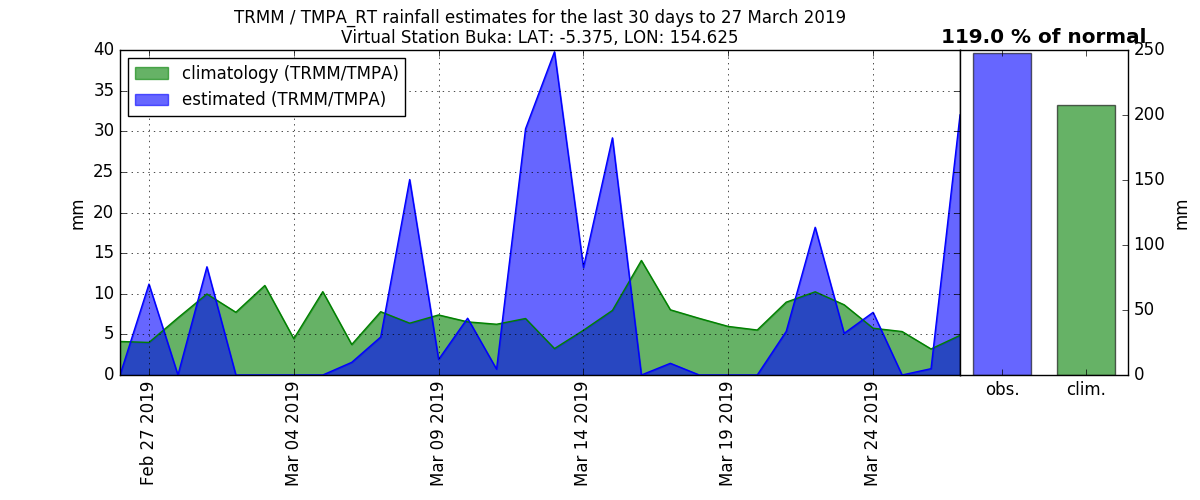 TRMM / TMPA_RT rainfall estimates for the last 30 days to 27 March 2019
Virtual Station Buka: LAT: -5.375, LON: 154.625
119.0 % of normal
climatology (TRMM/TMPA)
estimated (TRMM/TMPA)
40
35
30
25
20
15
10
5
0
mm
Feb 27 2019
Mar 04 2019
Mar 09 2019
Mar 14 2019
Mar 19 2019
Mar 24 2019
250
200
150
100
50
0
mm
obs.
clim.